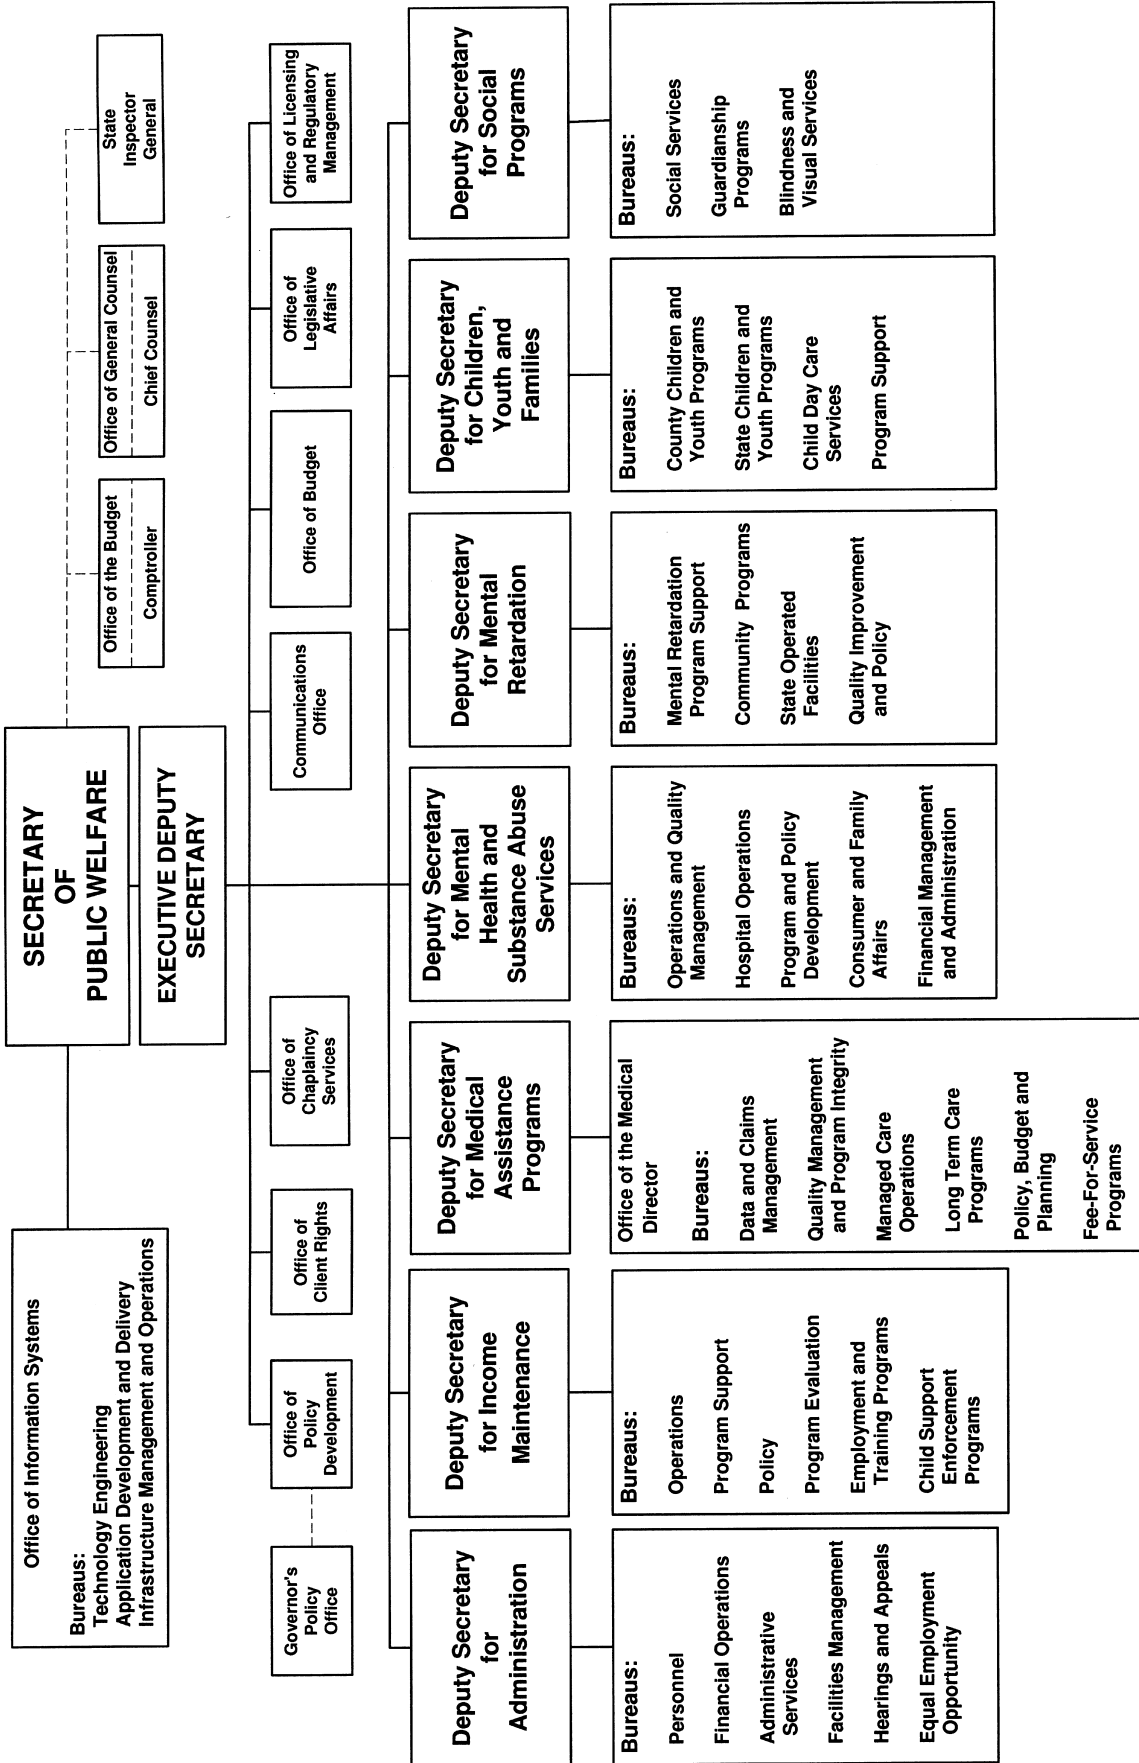 SECRETARY
OF
PUBLIC WELFARE
EXECUTIVE DEPUTY
SECRETARY
Office of Information Systems
Bureaus:
Technology Engineering
Application Development and Delivery
Infrastructure Management and Operations
Office of the Budget
Comptroller
Office of General Counsel
Chief Counsel
State
Inspector
General
Governor's
Policy
Office
Office of
Policy
Development
Office of
Client Rights
Office of
Chaplaincy
Services
Communications
Office
Office of Budget
Office of
Legislative
Affairs
Office of Licensing
and Regulatory
Management
Deputy Secretary
for
Administration
Bureaus:
Personnel
Financial Operations
Administrative
Services
Facilities Management
Hearings and Appeals
Equal Employment
Opportunity
Deputy Secretary
for Income
Maintenance
Bureaus:
Operations
Program Support
Policy
Program Evaluation
Employment and
Training Programs
Child Support
Enforcement
Programs
Deputy Secretary
for Medical
Assistance
Programs
Office of the Medical
Director
Bureaus:
Data and Claims
Management
Quality Management
and Program Integrity
Managed Care
Operations
Long Term Care
Programs
Policy, Budget and
Planning
Fee-For-Service
Programs
Deputy Secretary
for Mental
Health and
Substance Abuse
Services
Bureaus:
Operations and Quality
Management
Hospital Operations
Program and Policy
Development
Consumer and Family
Affairs
Financial Management
and Administration
Deputy Secretary
for Mental
Retardation
Bureaus:
Mental Retardation
Program Support
Community Programs
State Operated
Facilities
Quality Improvement
and Policy
Deputy Secretary
for Children,
Youth and
Families
Bureaus:
County Children and
Youth Programs
State Children and
Youth Programs
Child Day Care
Services
Program Support
Deputy Secretary
for Social
Programs
Bureaus:
Social Services
Guardianship
Programs
Blindness and
Visual Services